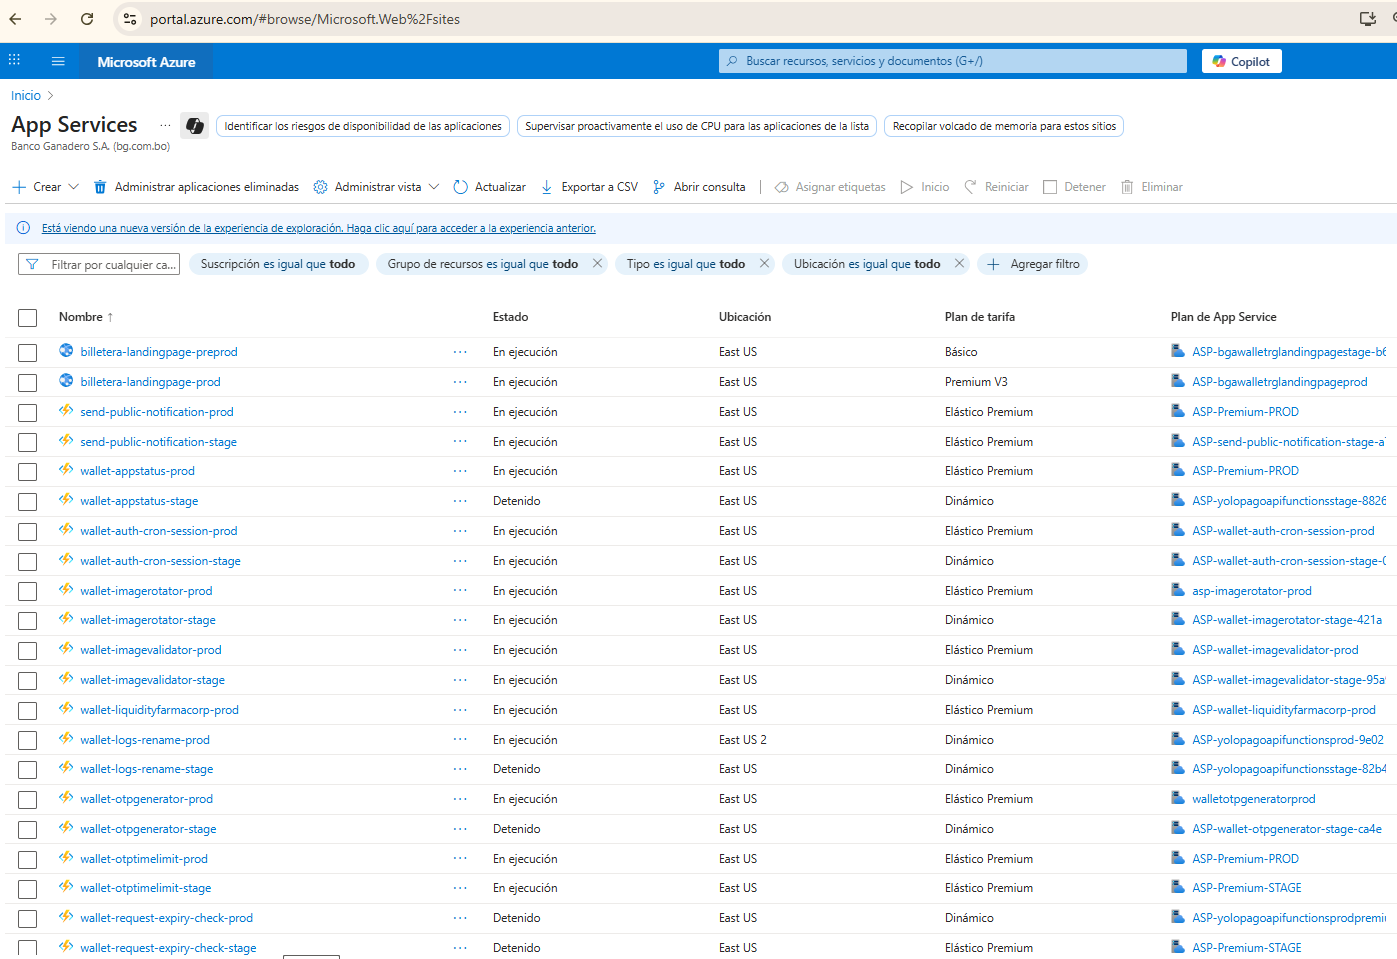 portal.azure.com/#browse/Microsoft.Web%2Fsites
Microsoft Azure
Buscar recursos, servicios y documentos (G+/)
Copilot
Inicio >
App Services ...
Identificar los riesgos de disponibilidad de las aplicaciones
Supervisar proactivamente el uso de CPU para las aplicaciones de la lista
Recopilar volcado de memoria para estos sitios
Banco Ganadero S.A. (bg.com.bo)
Crear Administrar aplicaciones eliminadas Administrar vista Actualizar Exportar a CSV Abrir consulta | Asignar etiquetas Inicio Reiniciar Detener Eliminar
Está viendo una nueva versión de la experiencia de exploración. Haga clic aquí para acceder a la experiencia anterior.
Filtrar por cualquier ca... Suscripción es igual que todo Grupo de recursos es igual que todo Tipo es igual que todo Ubicación es igual que todo Agregar filtro
Nombre ↑ Estado Ubicación Plan de tarifa Plan de App Service
billetera-landingpage-preprod ... En ejecución East US Básico ASP-bgawalletrglandingpagestage-b6
billetera-landingpage-prod ... En ejecución East US Premium V3 ASP-bgawalletrglandingpageprod
send-public-notification-prod ... En ejecución East US Elástico Premium ASP-Premium-PROD
send-public-notification-stage ... En ejecución East US Elástico Premium ASP-send-public-notification-stage-a
wallet-appstatus-prod ... En ejecución East US Elástico Premium ASP-Premium-PROD
wallet-appstatus-stage ... Detenido East US Dinámico ASP-yolopagoapifunctionsstage-8826
wallet-auth-cron-session-prod ... En ejecución East US Elástico Premium ASP-wallet-auth-cron-session-prod
wallet-auth-cron-session-stage ... En ejecución East US Dinámico ASP-wallet-auth-cron-session-stage-
wallet-imagerotator-prod ... En ejecución East US Elástico Premium asp-imagerotator-prod
wallet-imagerotator-stage ... En ejecución East US Dinámico ASP-wallet-imagerotator-stage-421a
wallet-imagevalidator-prod ... En ejecución East US Elástico Premium ASP-wallet-imagevalidator-prod
wallet-imagevalidator-stage ... En ejecución East US Dinámico ASP-wallet-imagevalidator-stage-95a
wallet-liquidityfarmacorp-prod ... En ejecución East US Elástico Premium ASP-wallet-liquidityfarmacorp-prod
wallet-logs-rename-prod ... En ejecución East US 2 Dinámico ASP-yolopagoapifunctionsprod-9e02
wallet-logs-rename-stage ... Detenido East US Dinámico ASP-yolopagoapifunctionsstage-82b4
wallet-otpgenerator-prod ... En ejecución East US Elástico Premium walletotpgeneratorprod
wallet-otpgenerator-stage ... Detenido East US Dinámico ASP-wallet-otpgenerator-stage-ca4e
wallet-otptimelimit-prod ... En ejecución East US Elástico Premium ASP-Premium-PROD
wallet-otptimelimit-stage ... En ejecución East US Elástico Premium ASP-Premium-STAGE
wallet-request-expiry-check-prod ... Detenido East US Dinámico ASP-yolopagoapifunctionsprodpremi
wallet-request-expiry-check-stage ... Detenido East US Elástico Premium ASP-Premium-STAGE